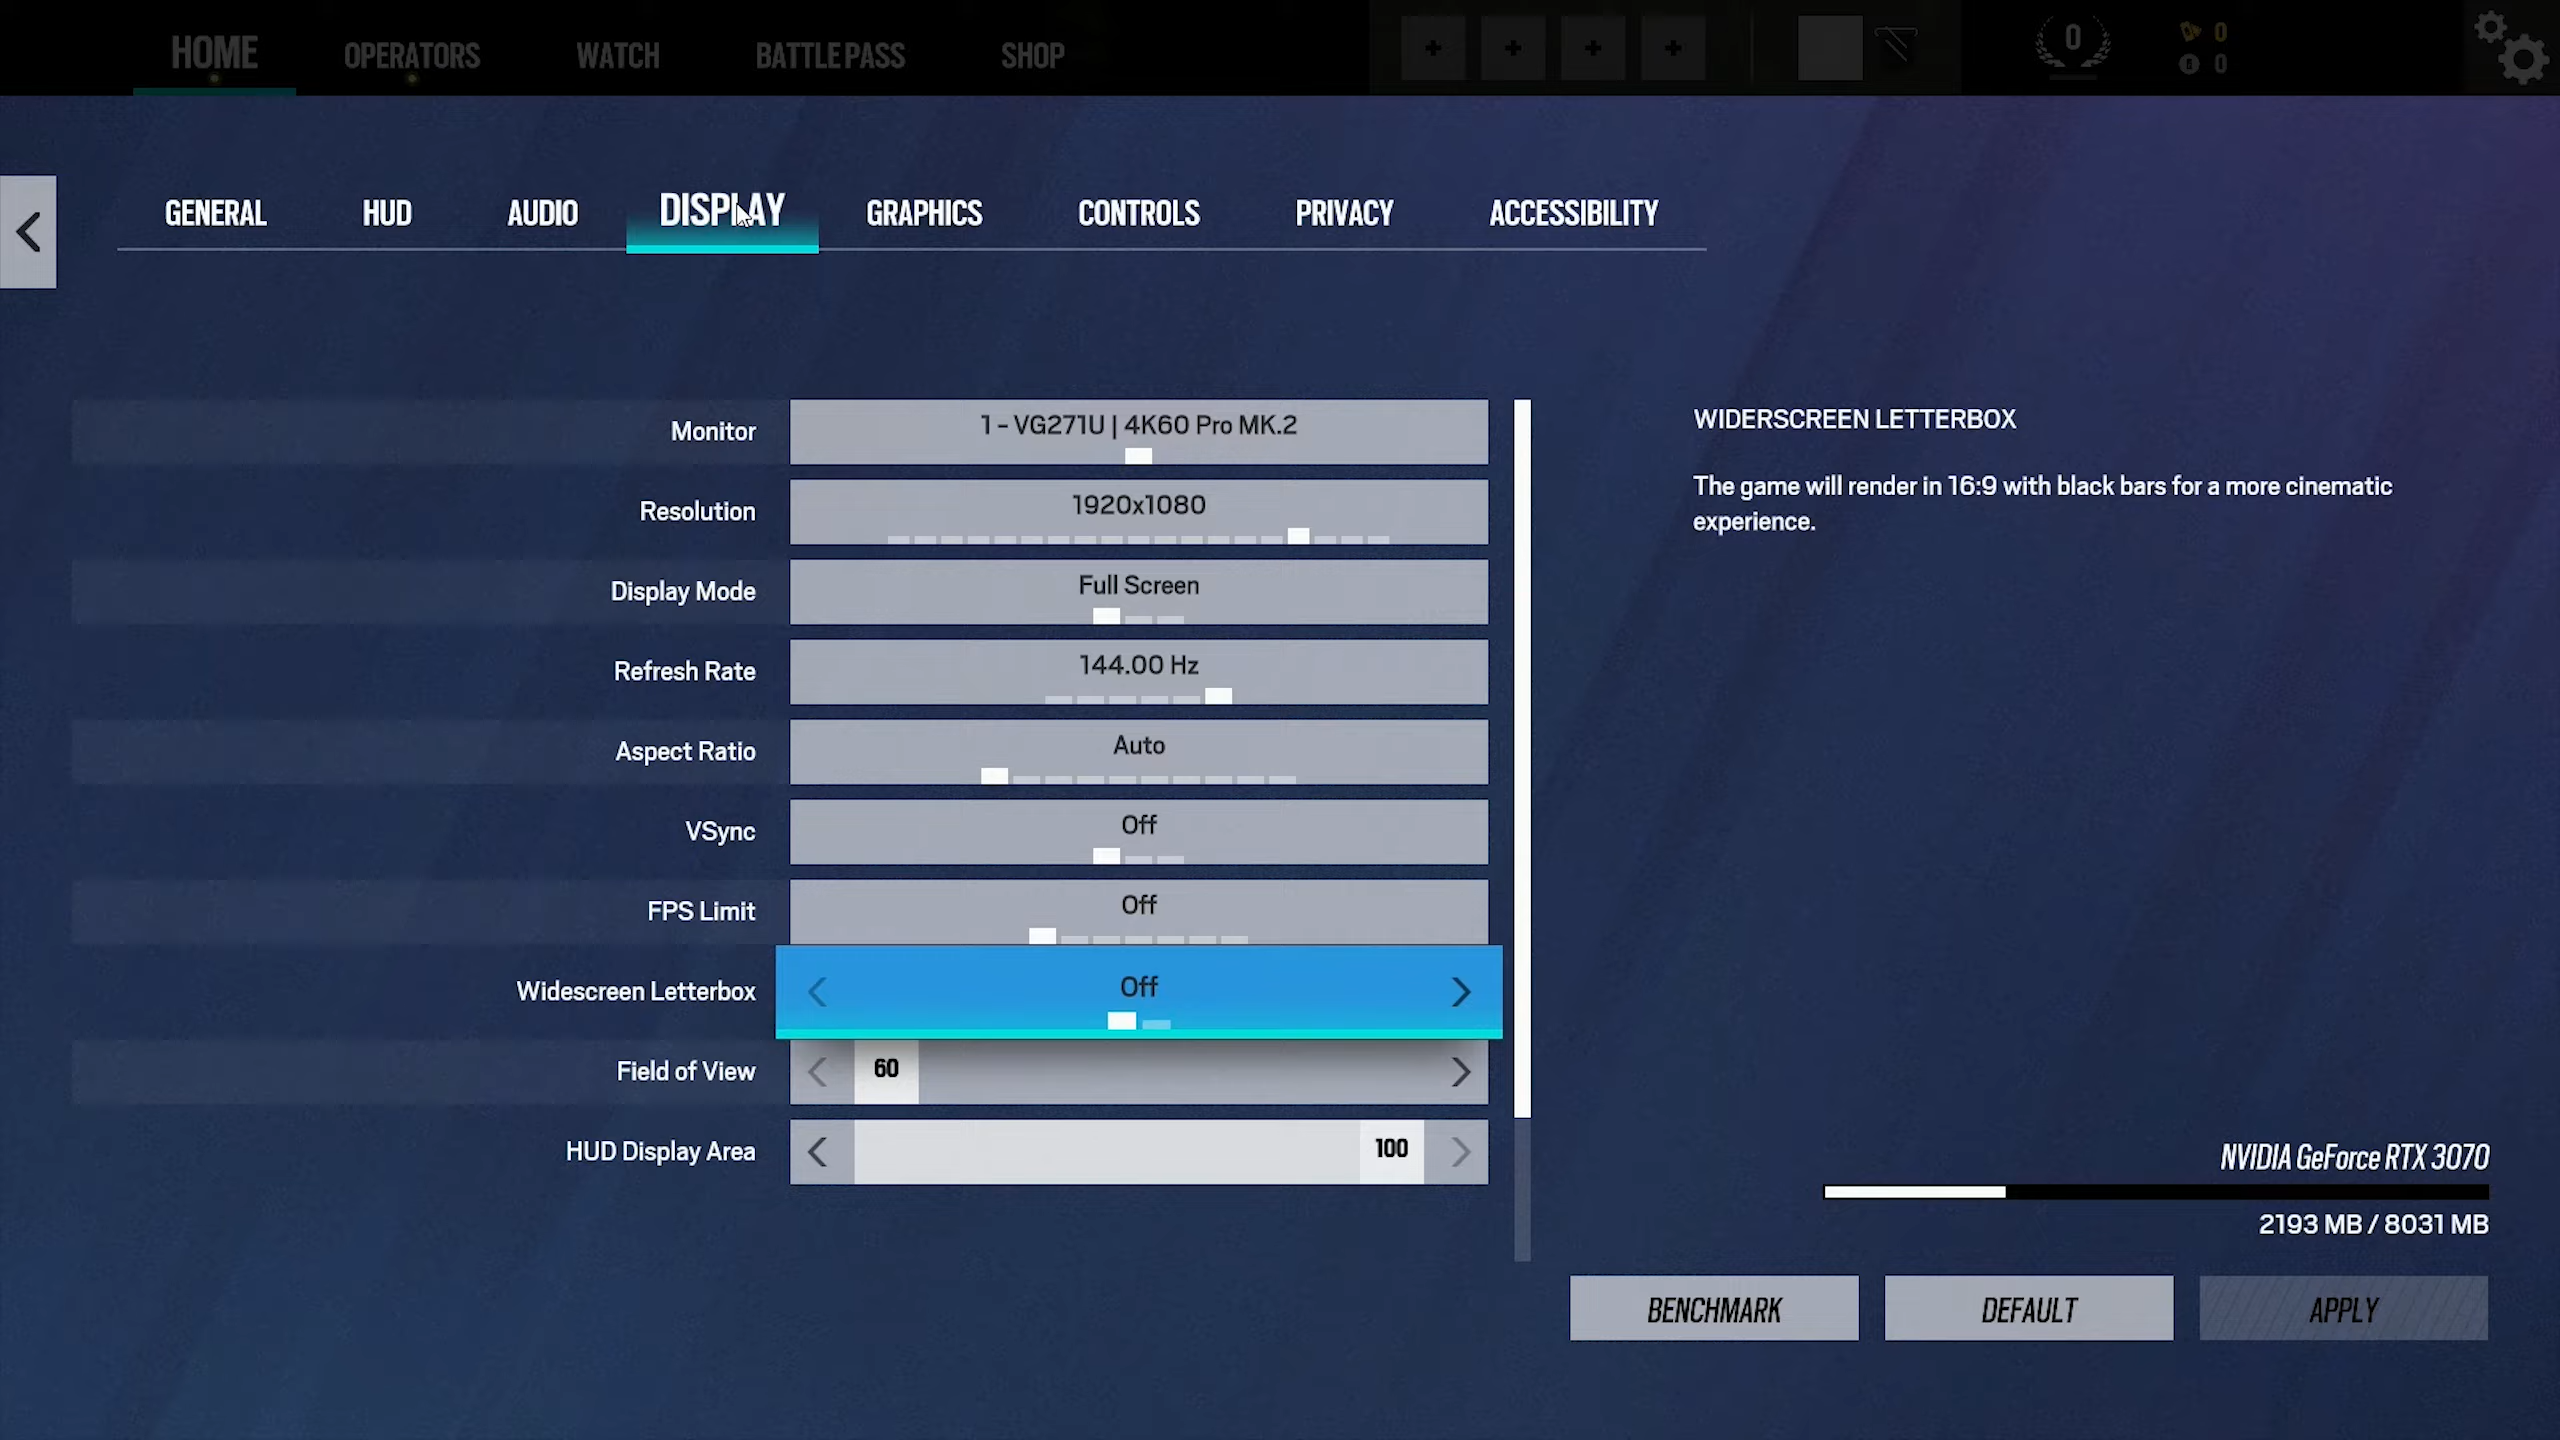 HOME OPERATORS WATCH BATTLE PASS SHOP
+ + + +
0
0
0
GENERAL HUD AUDIO DISPLAY GRAPHICS CONTROLS PRIVACY ACCESSIBILITY
Monitor 1 - VG271U | 4K60 Pro MK.2
Resolution 1920x1080
Display Mode Full Screen
Refresh Rate 144.00 Hz
Aspect Ratio Auto
VSync Off
FPS Limit Off
Widescreen Letterbox Off
Field of View 60
HUD Display Area 100
WIDERSCREEN LETTERBOX
The game will render in 16:9 with black bars for a more cinematic
experience.
NVIDIA GeForce RTX 3070
2193 MB / 8031 MB
BENCHMARK DEFAULT APPLY